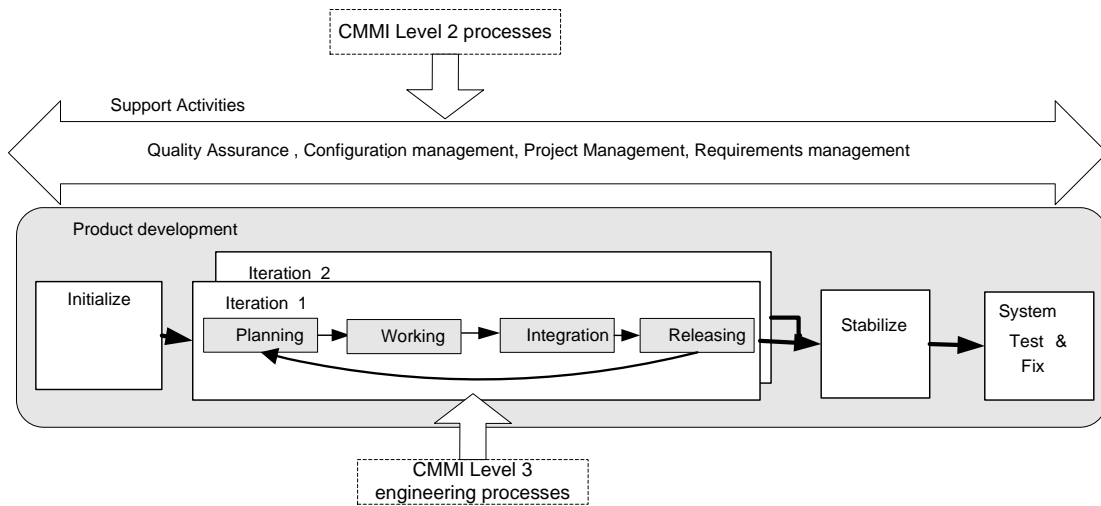 CMMI Level 2 processes
Support Activities
Quality Assurance , Configuration management, Project Management, Requirements management
Product development
Iteration 2
Initialize
Iteration 1
Planning
Working
Integration
Releasing
Stabilize
System
Test &
Fix
CMMI Level 3
engineering processes